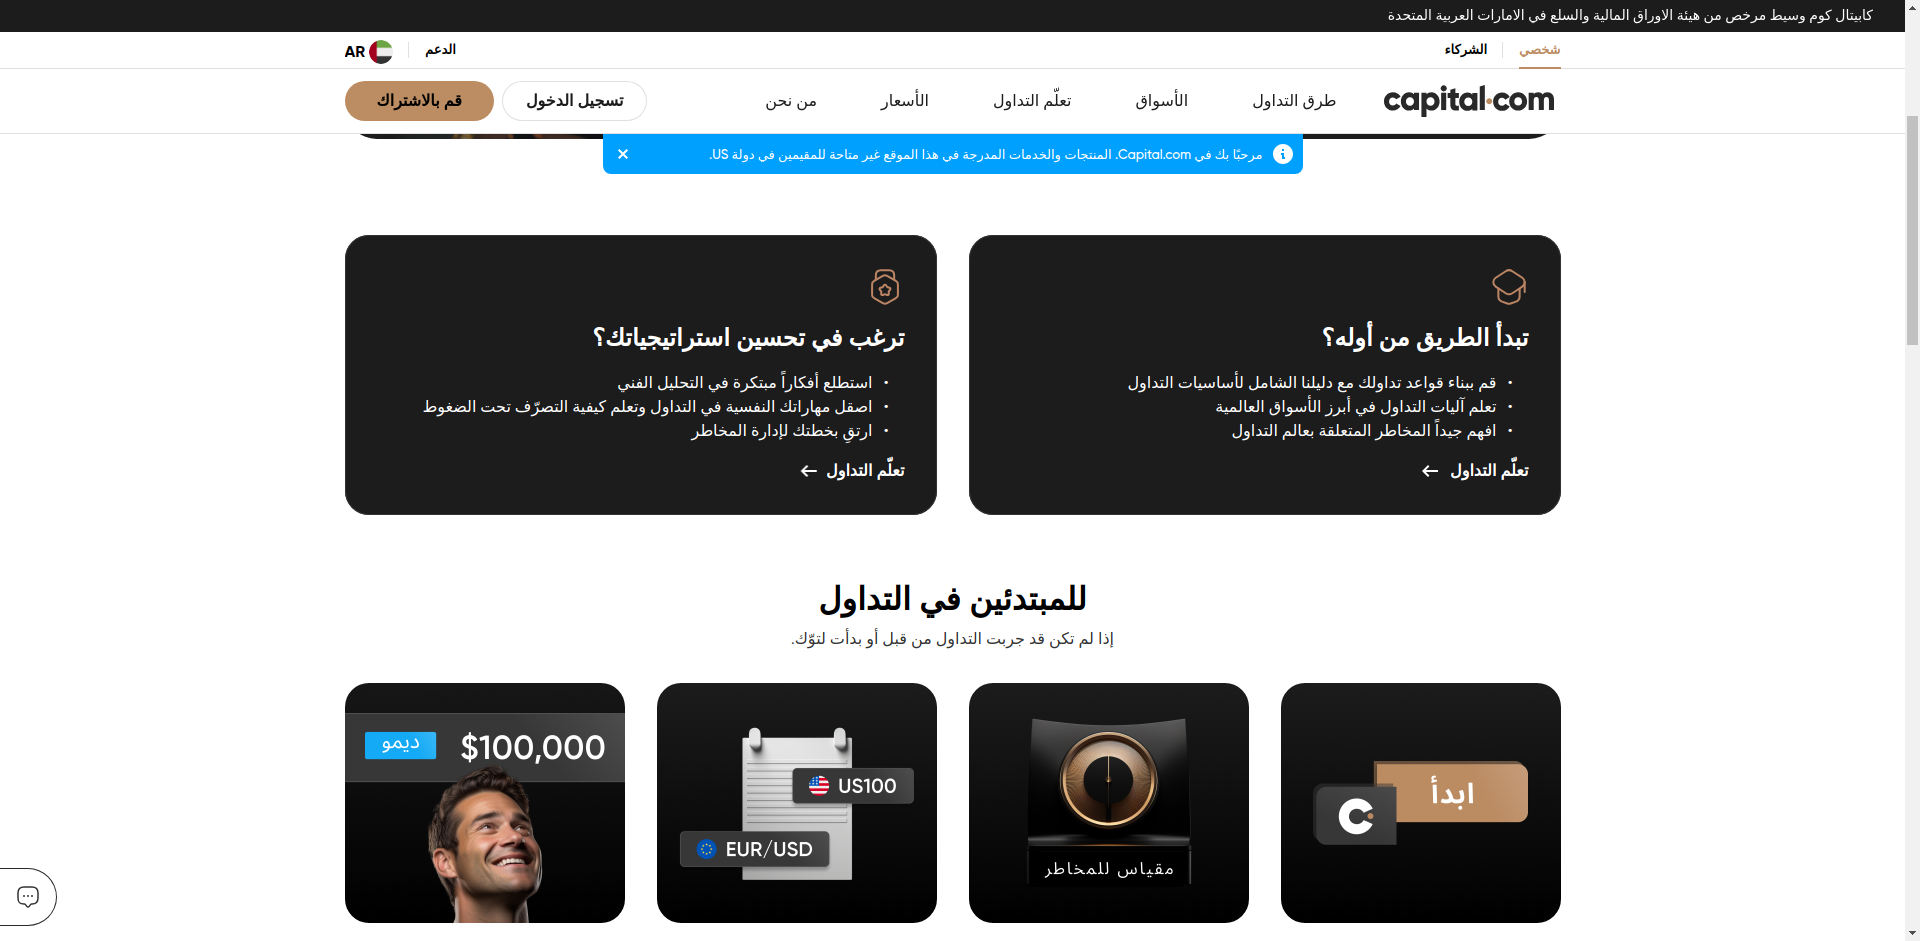 كابيتال كوم وسيط مرخص من هيئة الاوراق المالية والسلع في الامارات العربية المتحدة
شخصي
الشركاء
الدعم
AR
capital.com
طرق التداول
الأسواق
تعلّم التداول
الأسعار
من نحن
تسجيل الدخول
قم بالاشتراك
مرحبًا بك في Capital.com. المنتجات والخدمات المدرجة في هذا الموقع غير متاحة للمقيمين في دولة US.
تبدأ الطريق من أوله؟
• قم ببناء قواعد تداولك مع دليلنا الشامل لأساسيات التداول
• تعلم آليات التداول في أبرز الأسواق العالمية
• افهم جيداً المخاطر المتعلقة بعالم التداول
تعلّم التداول
ترغب في تحسين استراتيجياتك؟
• استطلع أفكاراً مبتكرة في التحليل الفني
• اصقل مهاراتك النفسية في التداول وتعلم كيفية التصرّف تحت الضغوط
• ارتقِ بخطتك لإدارة المخاطر
تعلّم التداول
للمبتدئين في التداول
إذا لم تكن قد جربت التداول من قبل أو بدأت لتوّك.
ابدأ
مقياس للمخاطر
US100
EUR/USD
$100,000
ديمو